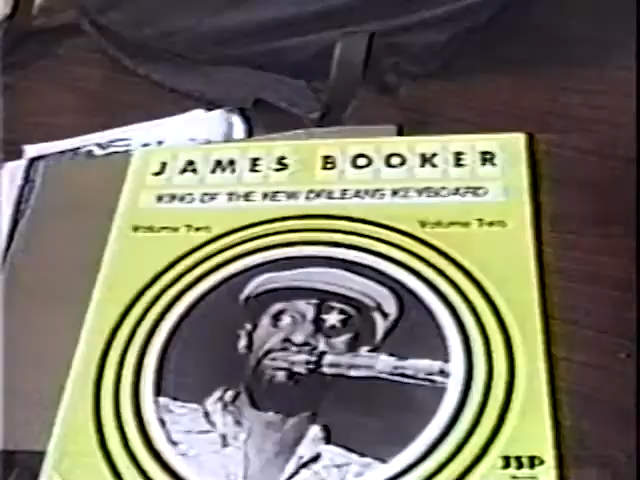 JAMES BOOKER
KING OF THE NEW ORLEANS KEYBOARD
Volume Two Volume Two
JSP